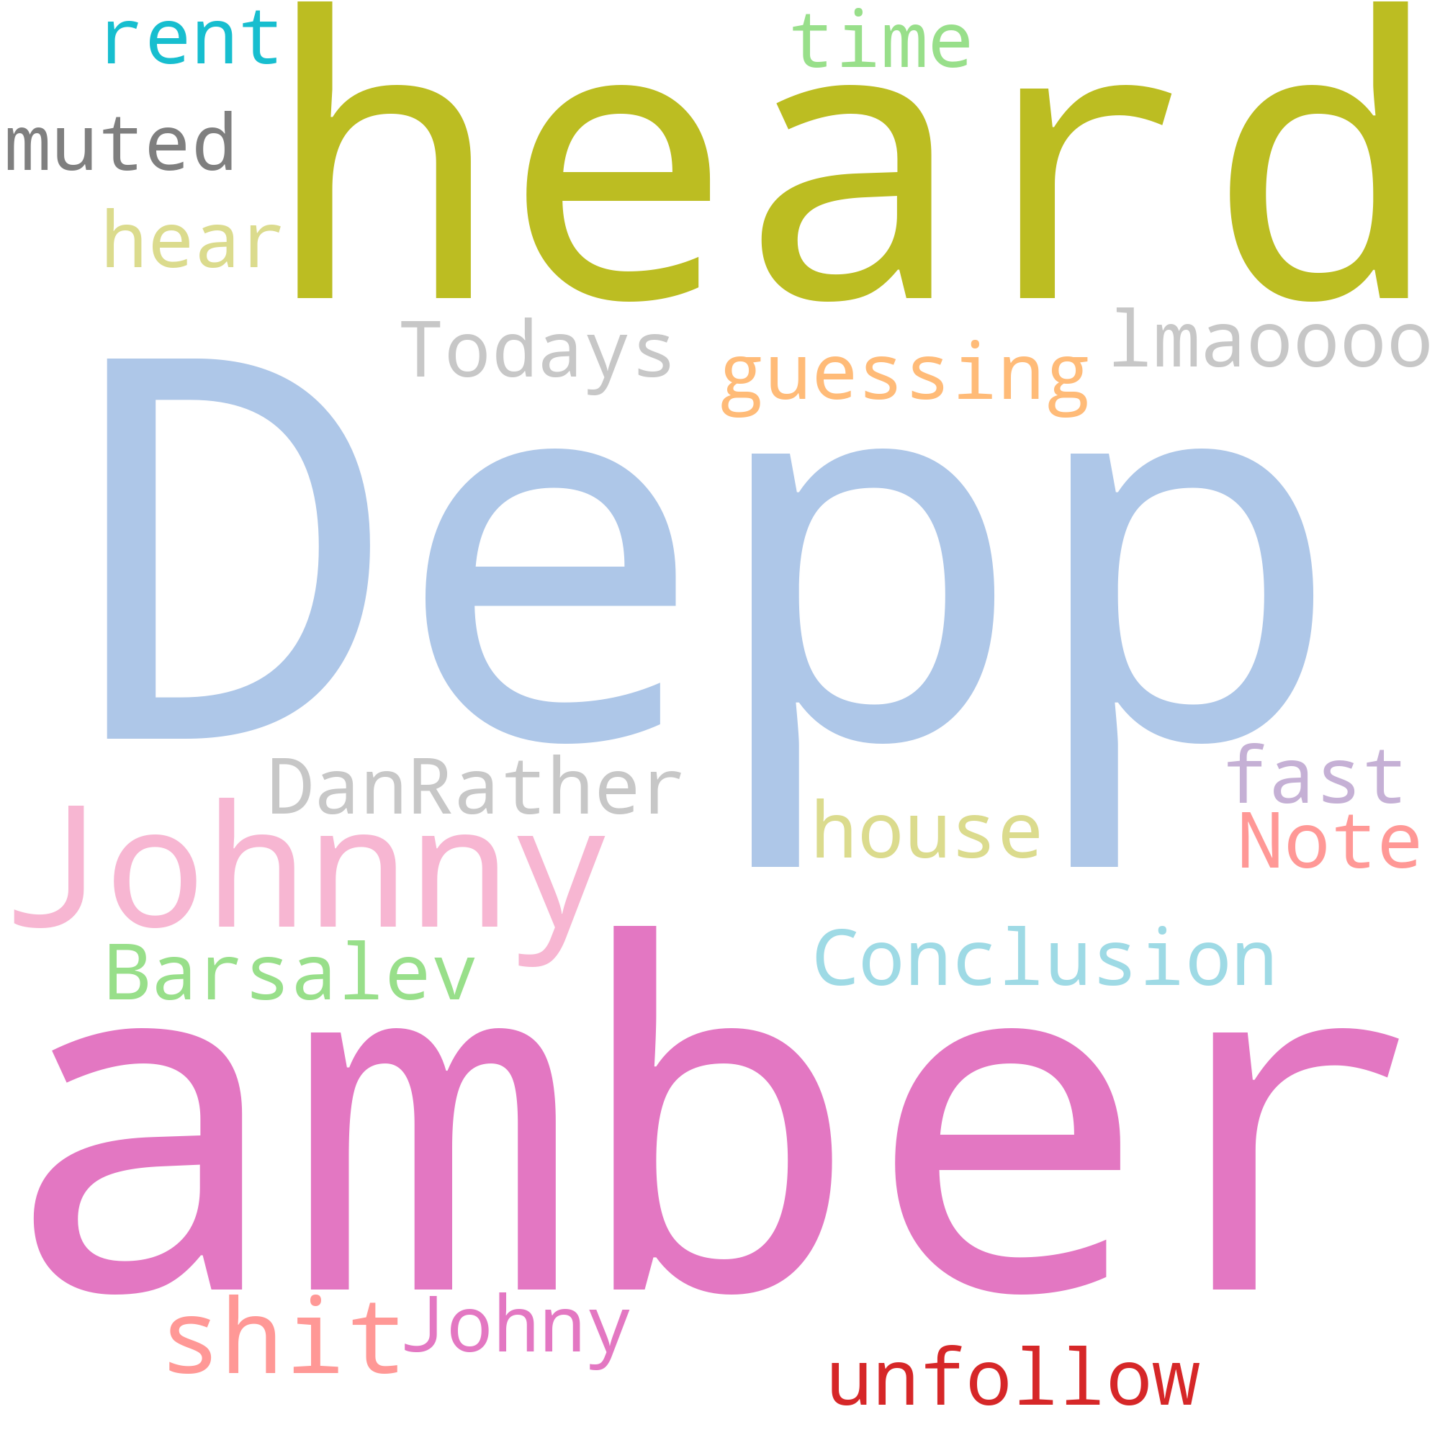 rent
time
heard
muted
hear
Todays
guessing
lmaoooo
Depp
DanRather
fast
Johnny
house
Note
Barsalev
Conclusion
amber
shit
Johny
unfollow